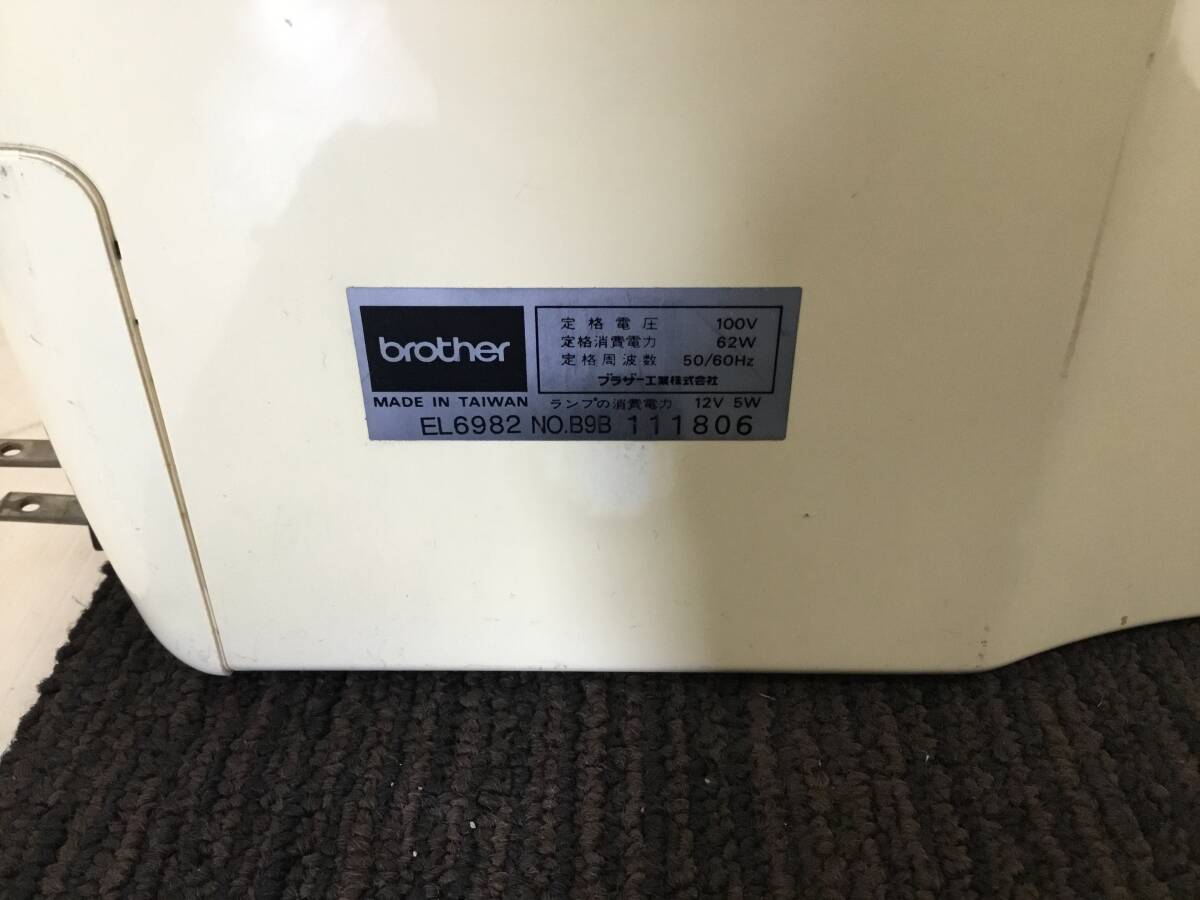 brother
MADE IN TAIWAN
定格電圧 100V
定格消費電力 62W
定格周波数 50/60Hz
ブラザー工業株式会社
ランプの消費電力 12V 5W
EL6982 NO.B9B 111806